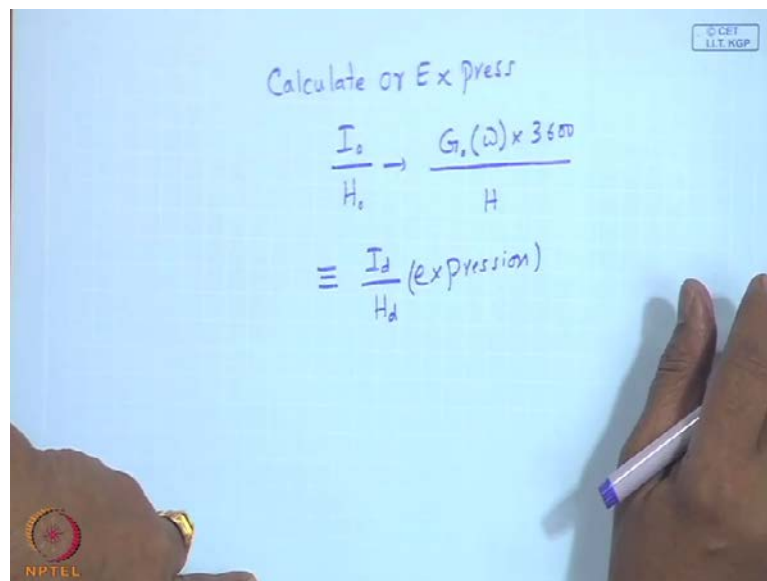 © CET
I.I.T. KGP
Calculate or Express
I₀/H₀ → G₀(ω) × 3600/H
≡ I_d/H_d (expression)
NPTEL